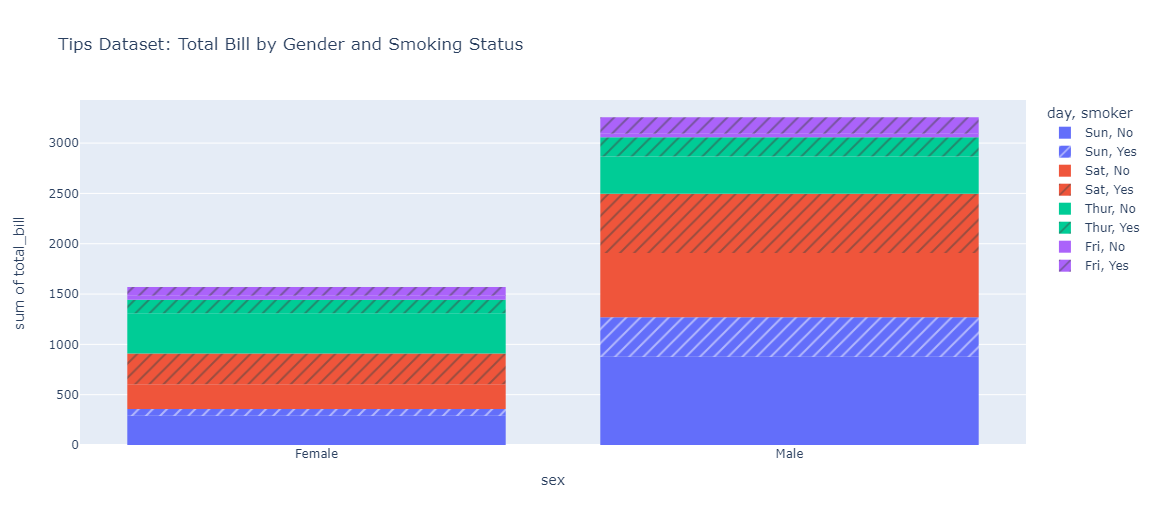 Tips Dataset: Total Bill by Gender and Smoking Status
day, smoker
Sun, No
Sun, Yes
Sat, No
Sat, Yes
Thur, No
Thur, Yes
Fri, No
Fri, Yes
sum of total_bill
3000
2500
2000
1500
1000
500
0
Female
Male
sex